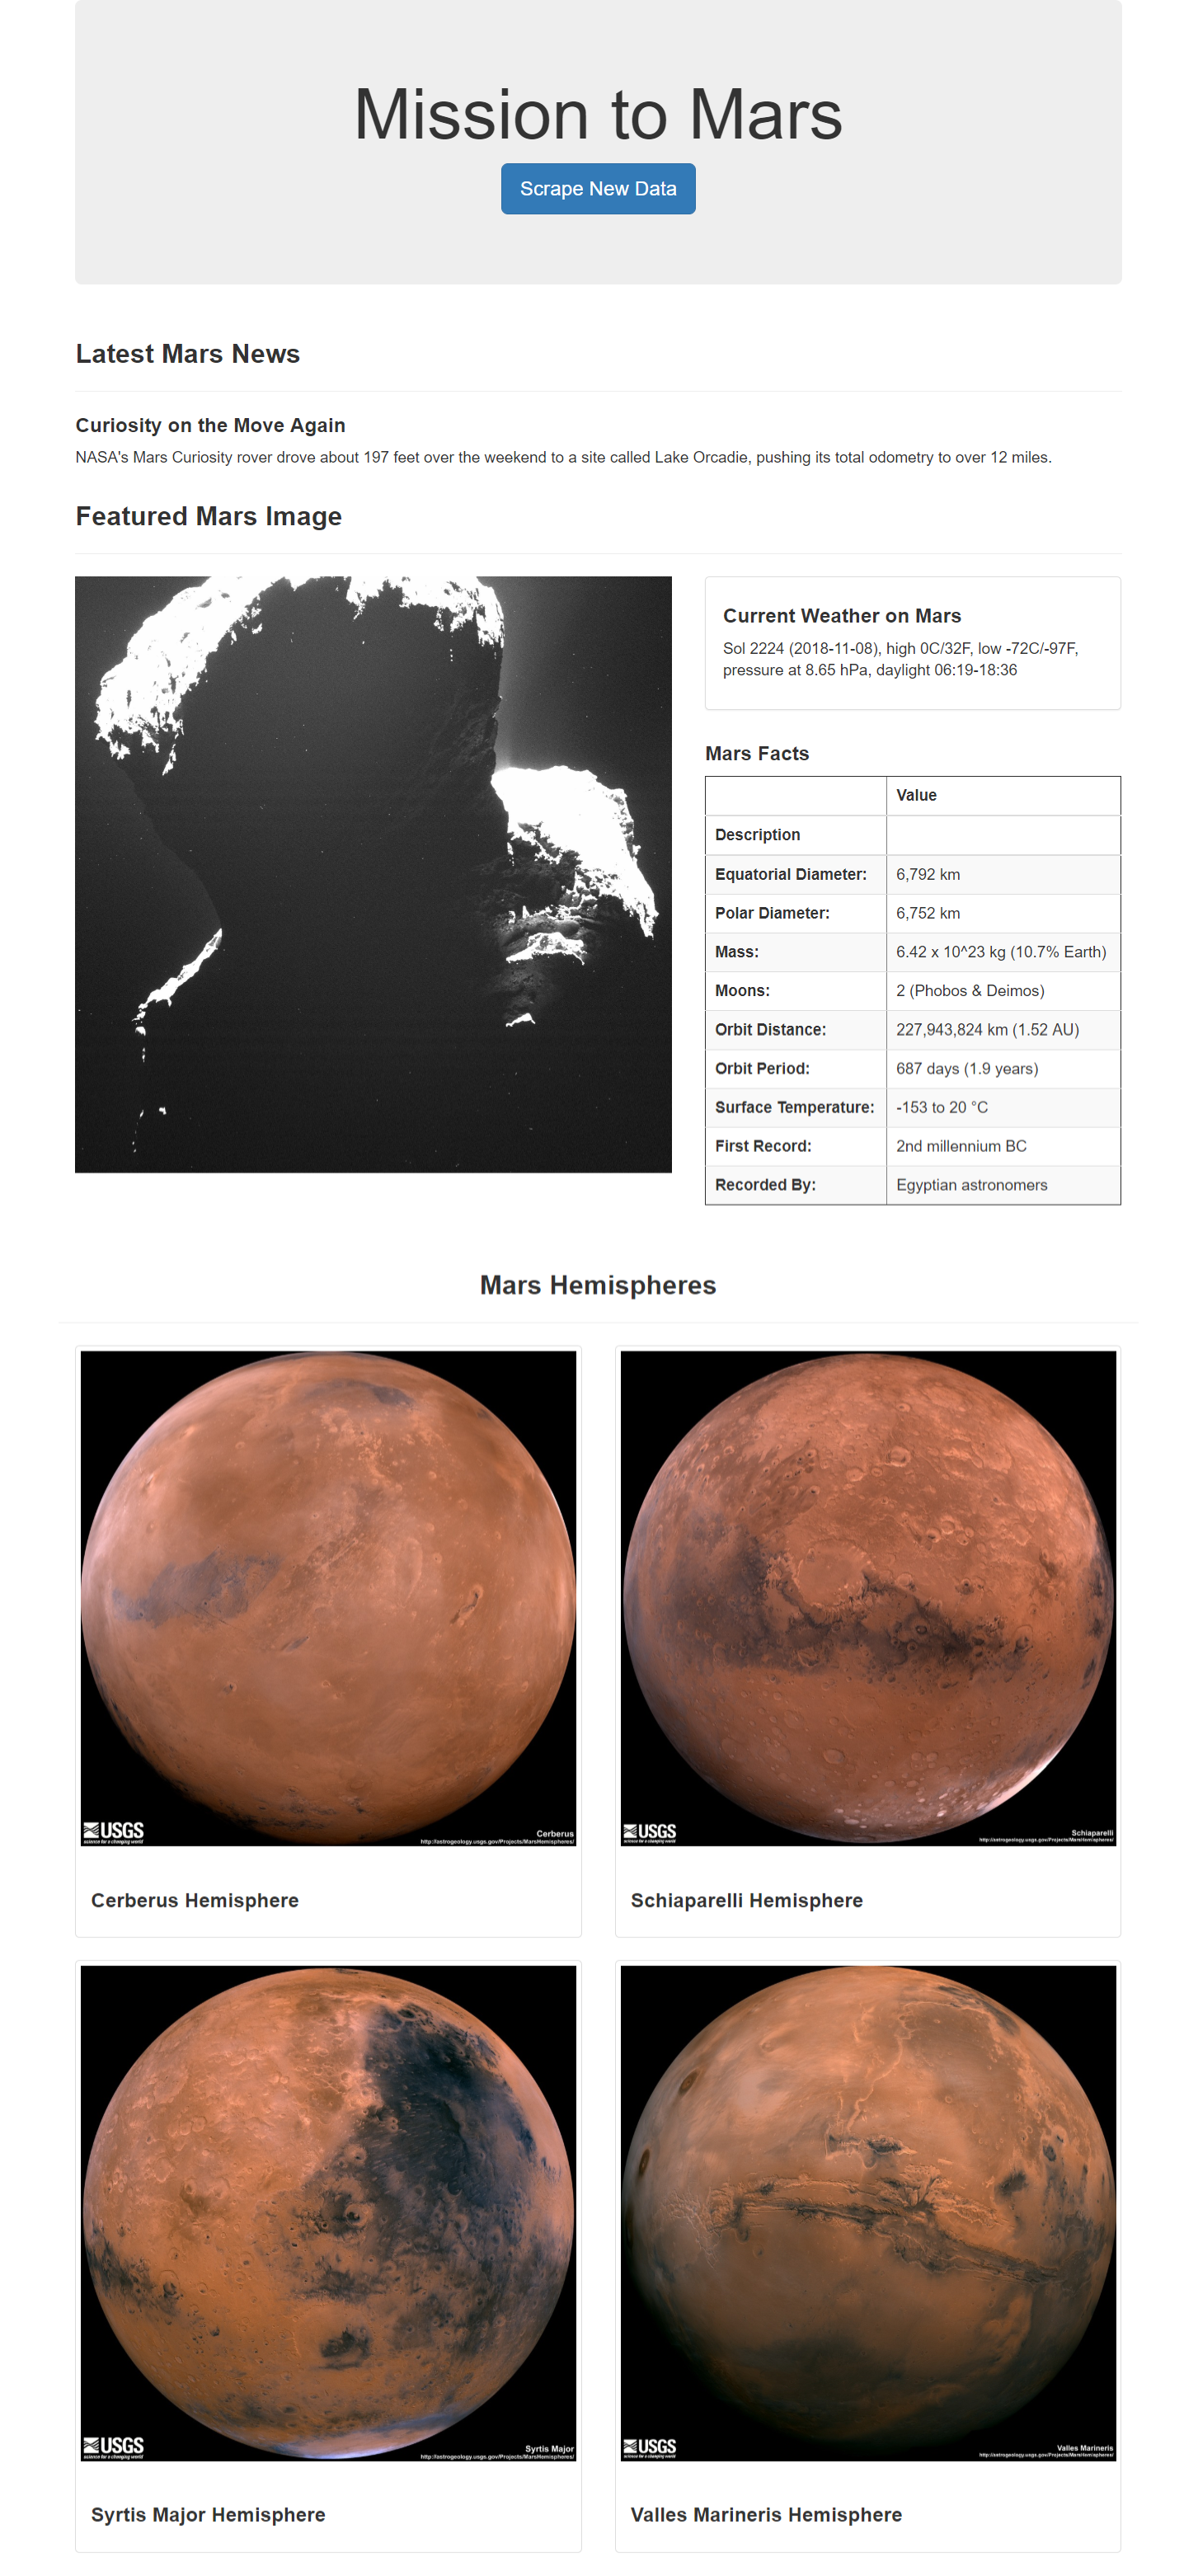 Mission to Mars
Scrape New Data
Latest Mars News
Curiosity on the Move Again
NASA's Mars Curiosity rover drove about 197 feet over the weekend to a site called Lake Orcadie, pushing its total odometry to over 12 miles.
Featured Mars Image
Current Weather on Mars
Sol 2224 (2018-11-08), high 0C/32F, low -72C/-97F,
pressure at 8.65 hPa, daylight 06:19-18:36
Mars Facts
Value
Description
Equatorial Diameter: 6,792 km
Polar Diameter: 6,752 km
Mass: 6.42 x 10^23 kg (10.7% Earth)
Moons: 2 (Phobos & Deimos)
Orbit Distance: 227,943,824 km (1.52 AU)
Orbit Period: 687 days (1.9 years)
Surface Temperature: -153 to 20 °C
First Record: 2nd millennium BC
Recorded By: Egyptian astronomers
Mars Hemispheres
USGS
science for a changing world
Cerberus
http://astrogeology.usgs.gov/Projects/MarsHemispheres/
USGS
science for a changing world
Schiaparelli
http://astrogeology.usgs.gov/Projects/MarsHemispheres/
Cerberus Hemisphere
Schiaparelli Hemisphere
USGS
science for a changing world
Syrtis Major
http://astrogeology.usgs.gov/Projects/MarsHemispheres/
USGS
science for a changing world
Valles Marineris
http://astrogeology.usgs.gov/Projects/MarsHemispheres/
Syrtis Major Hemisphere
Valles Marineris Hemisphere